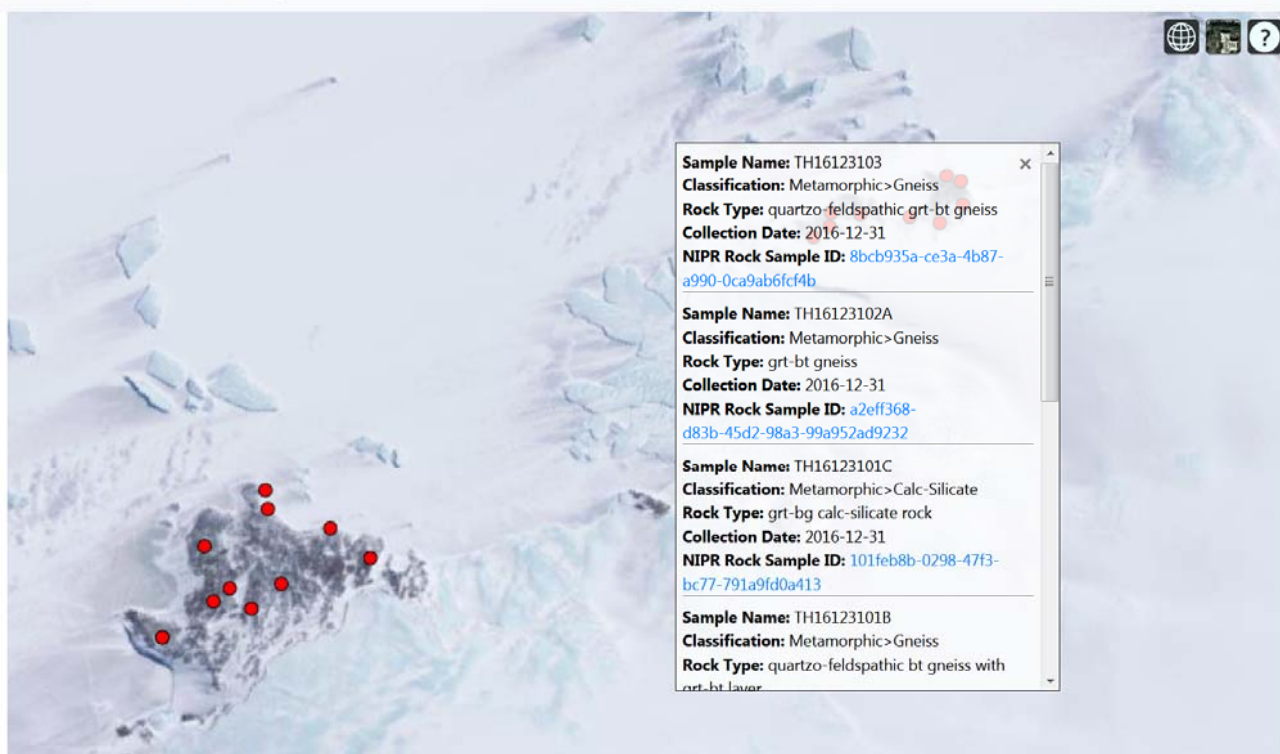 ?
Sample Name: TH16123103
Classification: Metamorphic>Gneiss
Rock Type: quartzo-feldspathic grt-bt gneiss
Collection Date: 2016-12-31
NIPR Rock Sample ID: 8bcb935a-ce3a-4b87-
a990-0ca9ab6fcf4b
Sample Name: TH16123102A
Classification: Metamorphic>Gneiss
Rock Type: grt-bt gneiss
Collection Date: 2016-12-31
NIPR Rock Sample ID: a2eff368-
d83b-45d2-98a3-99a952ad9232
Sample Name: TH16123101C
Classification: Metamorphic>Calc-Silicate
Rock Type: grt-bg calc-silicate rock
Collection Date: 2016-12-31
NIPR Rock Sample ID: 101feb8b-0298-47f3-
bc77-791a9fd0a413
Sample Name: TH16123101B
Classification: Metamorphic>Gneiss
Rock Type: quartzo-feldspathic bt gneiss with
grt-bt layer